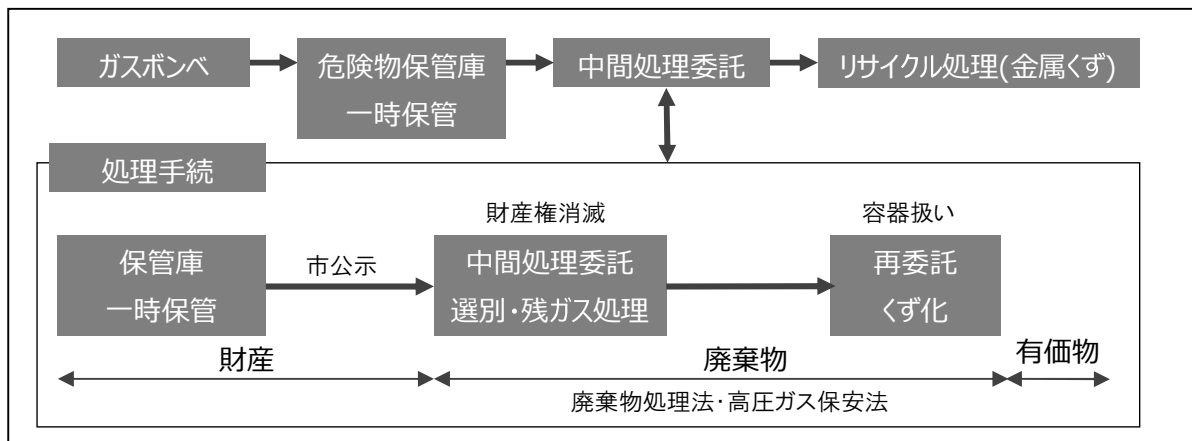 ガスボンベ
危険物保管庫
一時保管
中間処理委託
リサイクル処理(金属くず)
処理手続
財産権消滅
容器扱い
保管庫
一時保管
市公示
中間処理委託
選別・残ガス処理
再委託
くず化
財産
廃棄物
有価物
廃棄物処理法・高圧ガス保安法